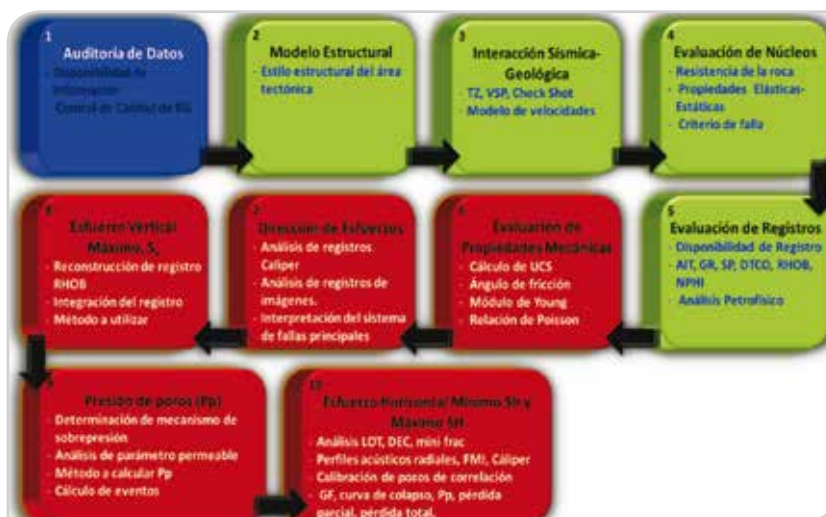 1
Auditoría de Datos
- Disponibilidad de
Información
- Control de Calidad de
2
Modelo Estructural
- Estilo estructural del área
tectónica
3
Interacción Sísmica-
Geológica
- TZ, VSP, Check Shot
- Modelo de velocidades
4
Evaluación de Núcleos
- Resistencia de la roca
- Propiedades Elásticas-
Estáticas
- Criterio de falla
5
Evaluación de Registros
- Disponibilidad de Registro
- AIT, GR, SP, DTCO, RHOB,
NPHI
- Análisis Petrofísico
6
Evaluación de
Propiedades Mecánicas
- Cálculo de UCS
- Ángulo de fricción
- Módulo de Young
- Relación de Poisson
7
Dirección de Esfuerzos
- Análisis de registros
Caliper
- Análisis de registros de
imágenes.
- Interpretación del sistema
de fallas principales
Esfuerzo Vertical
Máximo, Sv
- Reconstrucción de registro
RHOB
- Integración del registro
- Método a utilizar
9
Presión de poros (Pp)
- Determinación de mecanismo de
sobrepresión
- Análisis de parámetro permeable
- Método a calcular Pp
- Cálculo de eventos
10
Esfuerzo Horizontal Mínimo Sh y
Máximo SH
- Análisis LOT, DEC, mini frac
- Perfiles acústicos radiales, FMI, Cáliper
- Calibración de pozos de correlación
- GF, curva de colapso, Pp, pérdida
parcial, pérdida total.